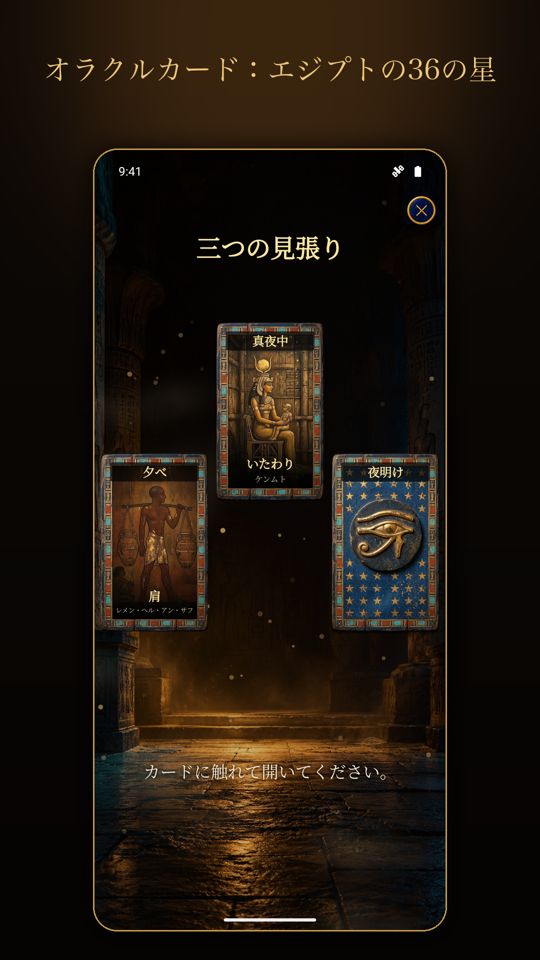 オラクルカード：エジプトの36の星
9:41
三つの見張り
真夜中
いたわり
ケンムト
夕べ
肩
レメン・ヘル・アン・サフ
夜明け
カードに触れて開いてください。